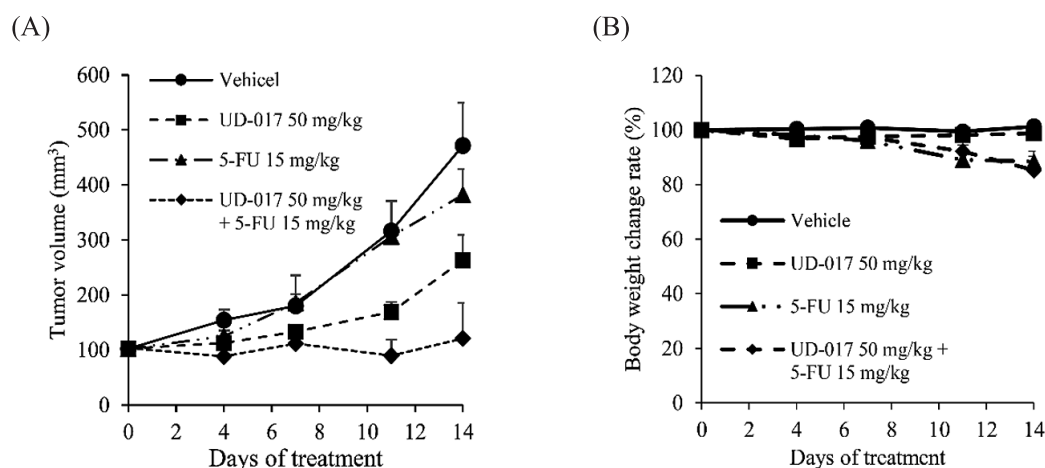 (A)
Tumor volume (mm³)
600
500
400
300
200
100
0
Vehicel
UD-017 50 mg/kg
5-FU 15 mg/kg
UD-017 50 mg/kg
+ 5-FU 15 mg/kg
0 2 4 6 8 10 12 14
Days of treatment
(B)
Body weight change rate (%)
120
100
80
60
40
20
0
Vehicle
UD-017 50 mg/kg
5-FU 15 mg/kg
UD-017 50 mg/kg +
5-FU 15 mg/kg
0 2 4 6 8 10 12 14
Days of treatment